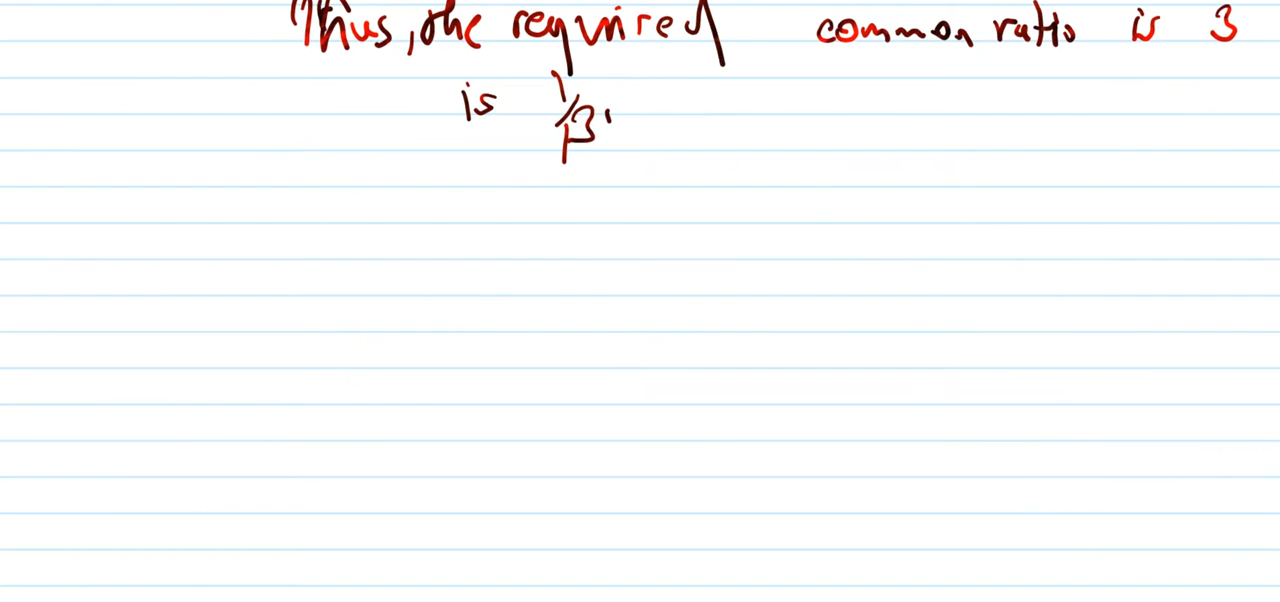 Thus, the required common ratio is 3
is 1/3.